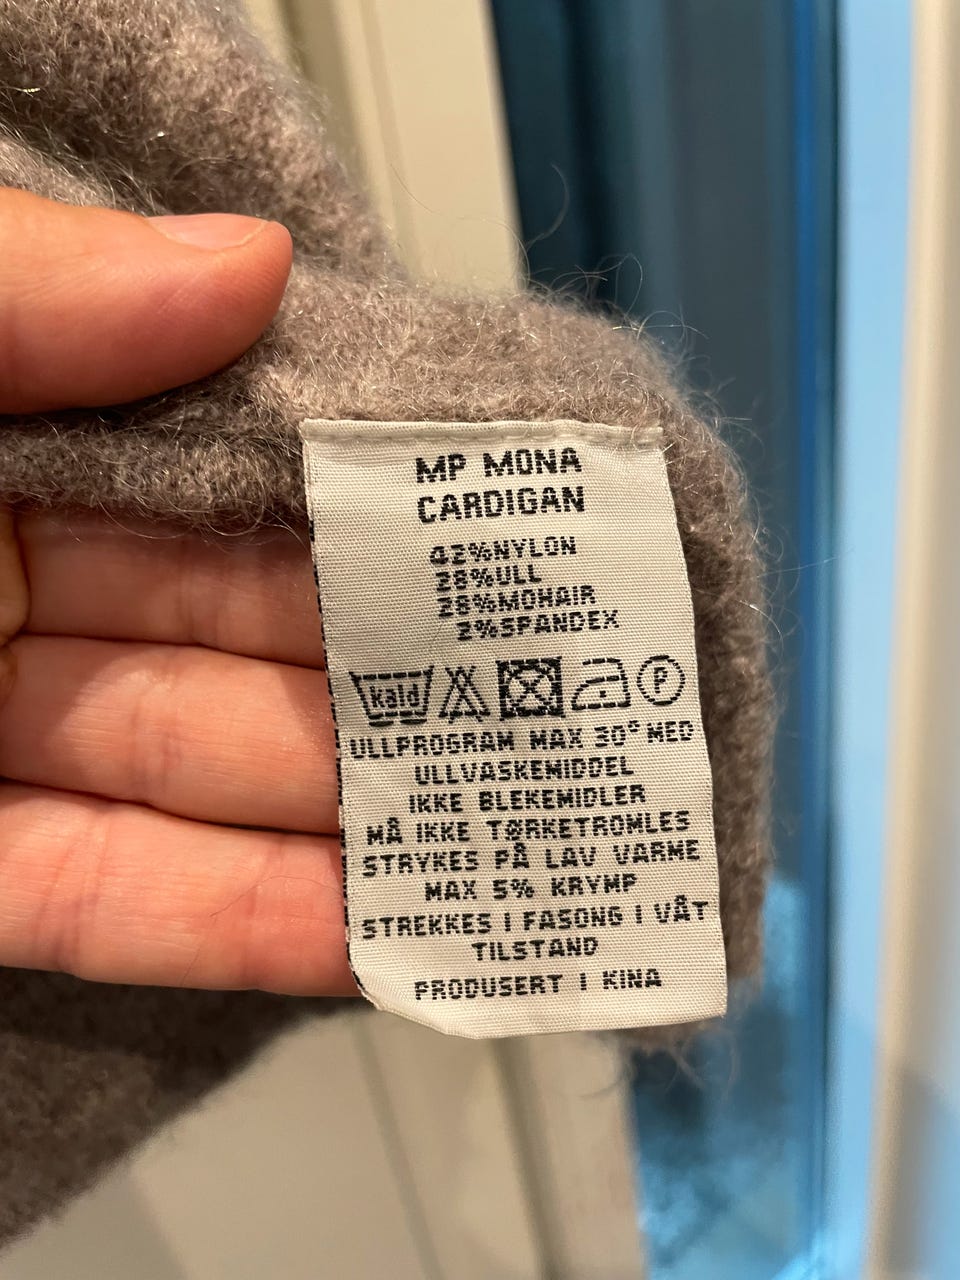 MP MONA
CARDIGAN
42%NYLON
28%ULL
28%MOHAIR
2%SPANDEX
kald P
ULLPROGRAM MAX 30° MED
ULLVASKEMIDDEL
IKKE BLEKEMIDLER
MÅ IKKE TØRKETROMLES
STRYKES PÅ LAV VARME
MAX 5% KRYMP
STREKKES I FASONG I VÅT
TILSTAND
PRODUSERT I KINA